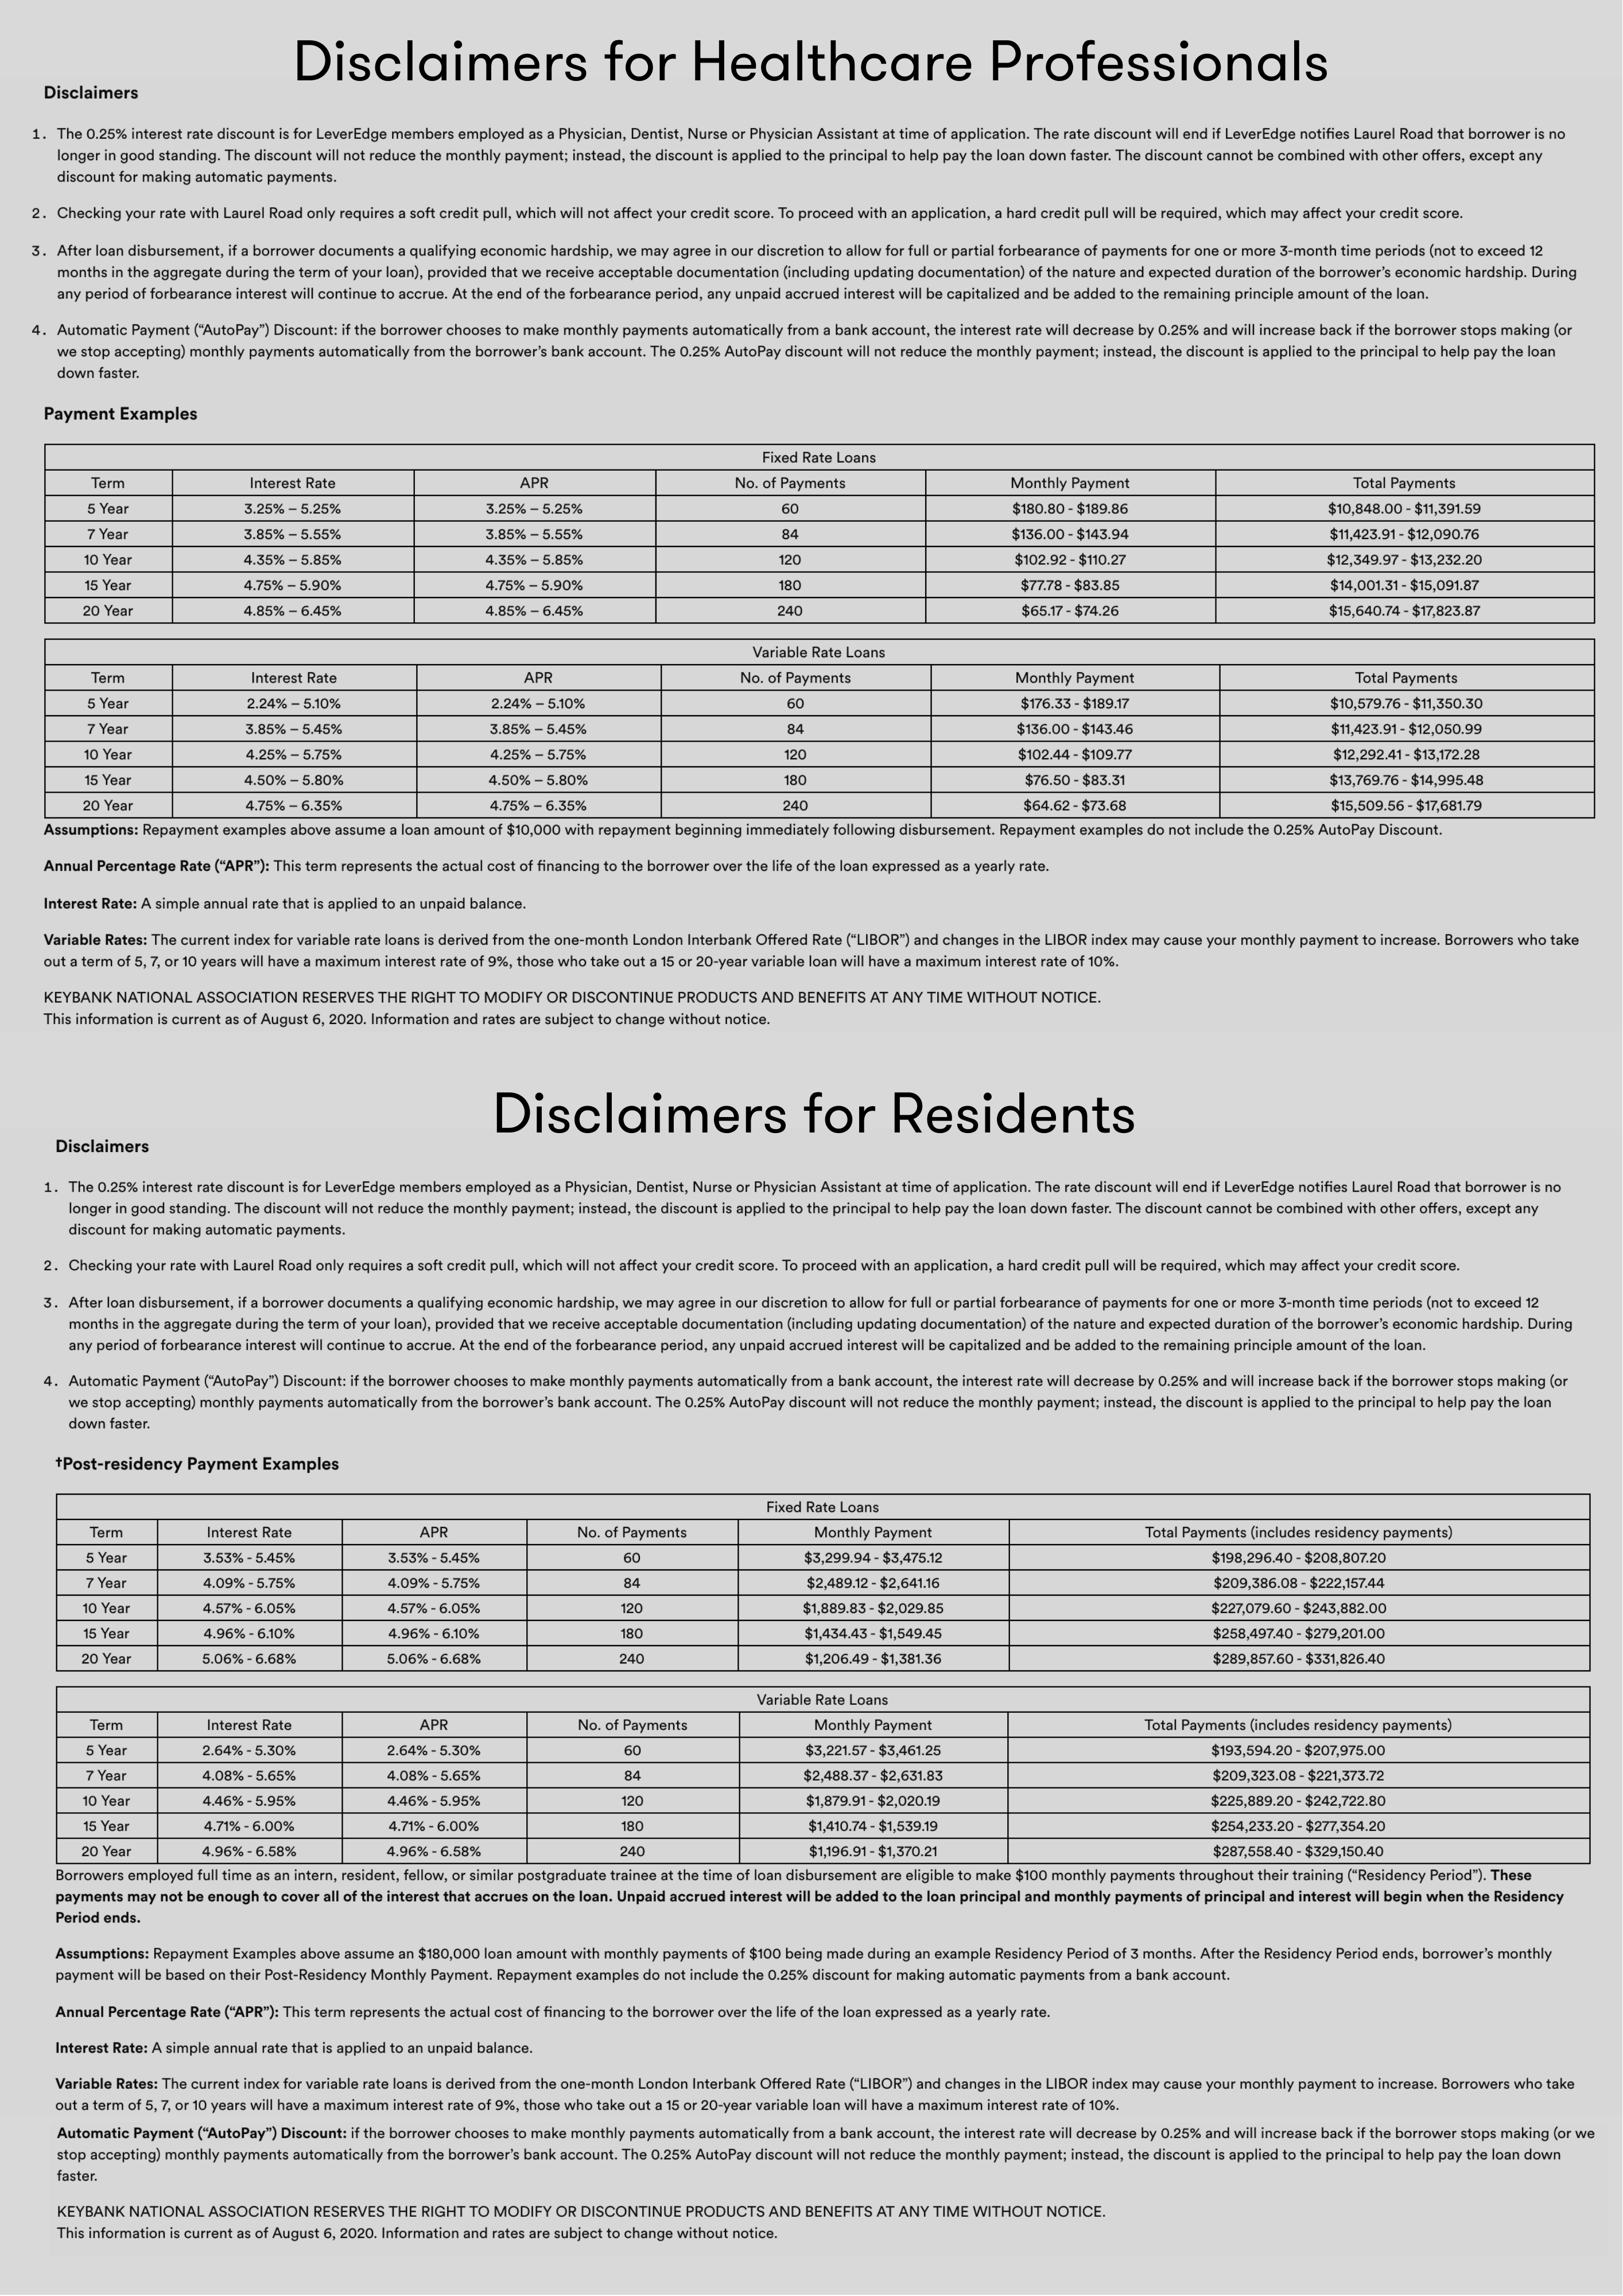 Disclaimers for Healthcare Professionals
Disclaimers
1. The 0.25% interest rate discount is for LeverEdge members employed as a Physician, Dentist, Nurse or Physician Assistant at time of application. The rate discount will end if LeverEdge notifies Laurel Road that borrower is no
longer in good standing. The discount will not reduce the monthly payment; instead, the discount is applied to the principal to help pay the loan down faster. The discount cannot be combined with other offers, except any
discount for making automatic payments.
2. Checking your rate with Laurel Road only requires a soft credit pull, which will not affect your credit score. To proceed with an application, a hard credit pull will be required, which may affect your credit score.
3. After loan disbursement, if a borrower documents a qualifying economic hardship, we may agree in our discretion to allow for full or partial forbearance of payments for one or more 3-month time periods (not to exceed 12
months in the aggregate during the term of your loan), provided that we receive acceptable documentation (including updating documentation) of the nature and expected duration of the borrower’s economic hardship. During
any period of forbearance interest will continue to accrue. At the end of the forbearance period, any unpaid accrued interest will be capitalized and be added to the remaining principle amount of the loan.
4. Automatic Payment (“AutoPay”) Discount: if the borrower chooses to make monthly payments automatically from a bank account, the interest rate will decrease by 0.25% and will increase back if the borrower stops making (or
we stop accepting) monthly payments automatically from the borrower’s bank account. The 0.25% AutoPay discount will not reduce the monthly payment; instead, the discount is applied to the principal to help pay the loan
down faster.
Payment Examples
Fixed Rate Loans
Term Interest Rate APR No. of Payments Monthly Payment Total Payments
5 Year 3.25% – 5.25% 3.25% – 5.25% 60 $180.80 - $189.86 $10,848.00 - $11,391.59
7 Year 3.85% – 5.55% 3.85% – 5.55% 84 $136.00 - $143.94 $11,423.91 - $12,090.76
10 Year 4.35% – 5.85% 4.35% – 5.85% 120 $102.92 - $110.27 $12,349.97 - $13,232.20
15 Year 4.75% – 5.90% 4.75% – 5.90% 180 $77.78 - $83.85 $14,001.31 - $15,091.87
20 Year 4.85% – 6.45% 4.85% – 6.45% 240 $65.17 - $74.26 $15,640.74 - $17,823.87
Variable Rate Loans
Term Interest Rate APR No. of Payments Monthly Payment Total Payments
5 Year 2.24% – 5.10% 2.24% – 5.10% 60 $176.33 - $189.17 $10,579.76 - $11,350.30
7 Year 3.85% – 5.45% 3.85% – 5.45% 84 $136.00 - $143.46 $11,423.91 - $12,050.99
10 Year 4.25% – 5.75% 4.25% – 5.75% 120 $102.44 - $109.77 $12,292.41 - $13,172.28
15 Year 4.50% – 5.80% 4.50% – 5.80% 180 $76.50 - $83.31 $13,769.76 - $14,995.48
20 Year 4.75% – 6.35% 4.75% – 6.35% 240 $64.62 - $73.68 $15,509.56 - $17,681.79
Assumptions: Repayment examples above assume a loan amount of $10,000 with repayment beginning immediately following disbursement. Repayment examples do not include the 0.25% AutoPay Discount.
Annual Percentage Rate (“APR”): This term represents the actual cost of financing to the borrower over the life of the loan expressed as a yearly rate.
Interest Rate: A simple annual rate that is applied to an unpaid balance.
Variable Rates: The current index for variable rate loans is derived from the one-month London Interbank Offered Rate (“LIBOR”) and changes in the LIBOR index may cause your monthly payment to increase. Borrowers who take
out a term of 5, 7, or 10 years will have a maximum interest rate of 9%, those who take out a 15 or 20-year variable loan will have a maximum interest rate of 10%.
KEYBANK NATIONAL ASSOCIATION RESERVES THE RIGHT TO MODIFY OR DISCONTINUE PRODUCTS AND BENEFITS AT ANY TIME WITHOUT NOTICE.
This information is current as of August 6, 2020. Information and rates are subject to change without notice.
Disclaimers for Residents
Disclaimers
1. The 0.25% interest rate discount is for LeverEdge members employed as a Physician, Dentist, Nurse or Physician Assistant at time of application. The rate discount will end if LeverEdge notifies Laurel Road that borrower is no
longer in good standing. The discount will not reduce the monthly payment; instead, the discount is applied to the principal to help pay the loan down faster. The discount cannot be combined with other offers, except any
discount for making automatic payments.
2. Checking your rate with Laurel Road only requires a soft credit pull, which will not affect your credit score. To proceed with an application, a hard credit pull will be required, which may affect your credit score.
3. After loan disbursement, if a borrower documents a qualifying economic hardship, we may agree in our discretion to allow for full or partial forbearance of payments for one or more 3-month time periods (not to exceed 12
months in the aggregate during the term of your loan), provided that we receive acceptable documentation (including updating documentation) of the nature and expected duration of the borrower’s economic hardship. During
any period of forbearance interest will continue to accrue. At the end of the forbearance period, any unpaid accrued interest will be capitalized and be added to the remaining principle amount of the loan.
4. Automatic Payment (“AutoPay”) Discount: if the borrower chooses to make monthly payments automatically from a bank account, the interest rate will decrease by 0.25% and will increase back if the borrower stops making (or
we stop accepting) monthly payments automatically from the borrower’s bank account. The 0.25% AutoPay discount will not reduce the monthly payment; instead, the discount is applied to the principal to help pay the loan
down faster.
†Post-residency Payment Examples
Fixed Rate Loans
Term Interest Rate APR No. of Payments Monthly Payment Total Payments (includes residency payments)
5 Year 3.53% - 5.45% 3.53% - 5.45% 60 $3,299.94 - $3,475.12 $198,296.40 - $208,807.20
7 Year 4.09% - 5.75% 4.09% - 5.75% 84 $2,489.12 - $2,641.16 $209,386.08 - $222,157.44
10 Year 4.57% - 6.05% 4.57% - 6.05% 120 $1,889.83 - $2,029.85 $227,079.60 - $243,882.00
15 Year 4.96% - 6.10% 4.96% - 6.10% 180 $1,434.43 - $1,549.45 $258,497.40 - $279,201.00
20 Year 5.06% - 6.68% 5.06% - 6.68% 240 $1,206.49 - $1,381.36 $289,857.60 - $331,826.40
Variable Rate Loans
Term Interest Rate APR No. of Payments Monthly Payment Total Payments (includes residency payments)
5 Year 2.64% - 5.30% 2.64% - 5.30% 60 $3,221.57 - $3,461.25 $193,594.20 - $207,975.00
7 Year 4.08% - 5.65% 4.08% - 5.65% 84 $2,488.37 - $2,631.83 $209,323.08 - $221,373.72
10 Year 4.46% - 5.95% 4.46% - 5.95% 120 $1,879.91 - $2,020.19 $225,889.20 - $242,722.80
15 Year 4.71% - 6.00% 4.71% - 6.00% 180 $1,410.74 - $1,539.19 $254,233.20 - $277,354.20
20 Year 4.96% - 6.58% 4.96% - 6.58% 240 $1,196.91 - $1,370.21 $287,558.40 - $329,150.40
Borrowers employed full time as an intern, resident, fellow, or similar postgraduate trainee at the time of loan disbursement are eligible to make $100 monthly payments throughout their training (“Residency Period”). These
payments may not be enough to cover all of the interest that accrues on the loan. Unpaid accrued interest will be added to the loan principal and monthly payments of principal and interest will begin when the Residency
Period ends.
Assumptions: Repayment Examples above assume an $180,000 loan amount with monthly payments of $100 being made during an example Residency Period of 3 months. After the Residency Period ends, borrower’s monthly
payment will be based on their Post-Residency Monthly Payment. Repayment examples do not include the 0.25% discount for making automatic payments from a bank account.
Annual Percentage Rate (“APR”): This term represents the actual cost of financing to the borrower over the life of the loan expressed as a yearly rate.
Interest Rate: A simple annual rate that is applied to an unpaid balance.
Variable Rates: The current index for variable rate loans is derived from the one-month London Interbank Offered Rate (“LIBOR”) and changes in the LIBOR index may cause your monthly payment to increase. Borrowers who take
out a term of 5, 7, or 10 years will have a maximum interest rate of 9%, those who take out a 15 or 20-year variable loan will have a maximum interest rate of 10%.
Automatic Payment (“AutoPay”) Discount: if the borrower chooses to make monthly payments automatically from a bank account, the interest rate will decrease by 0.25% and will increase back if the borrower stops making (or we
stop accepting) monthly payments automatically from the borrower’s bank account. The 0.25% AutoPay discount will not reduce the monthly payment; instead, the discount is applied to the principal to help pay the loan down
faster.
KEYBANK NATIONAL ASSOCIATION RESERVES THE RIGHT TO MODIFY OR DISCONTINUE PRODUCTS AND BENEFITS AT ANY TIME WITHOUT NOTICE.
This information is current as of August 6, 2020. Information and rates are subject to change without notice.